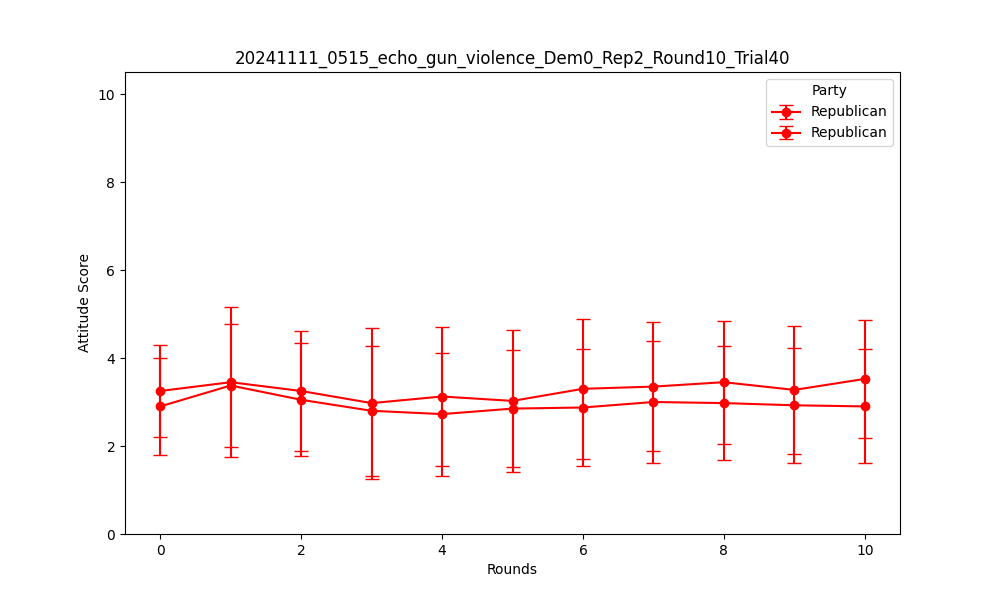 20241111_0515_echo_gun_violence_Dem0_Rep2_Round10_Trial40
Party
Republican
Republican
Attitude Score
10
8
6
4
2
0
0 2 4 6 8 10
Rounds